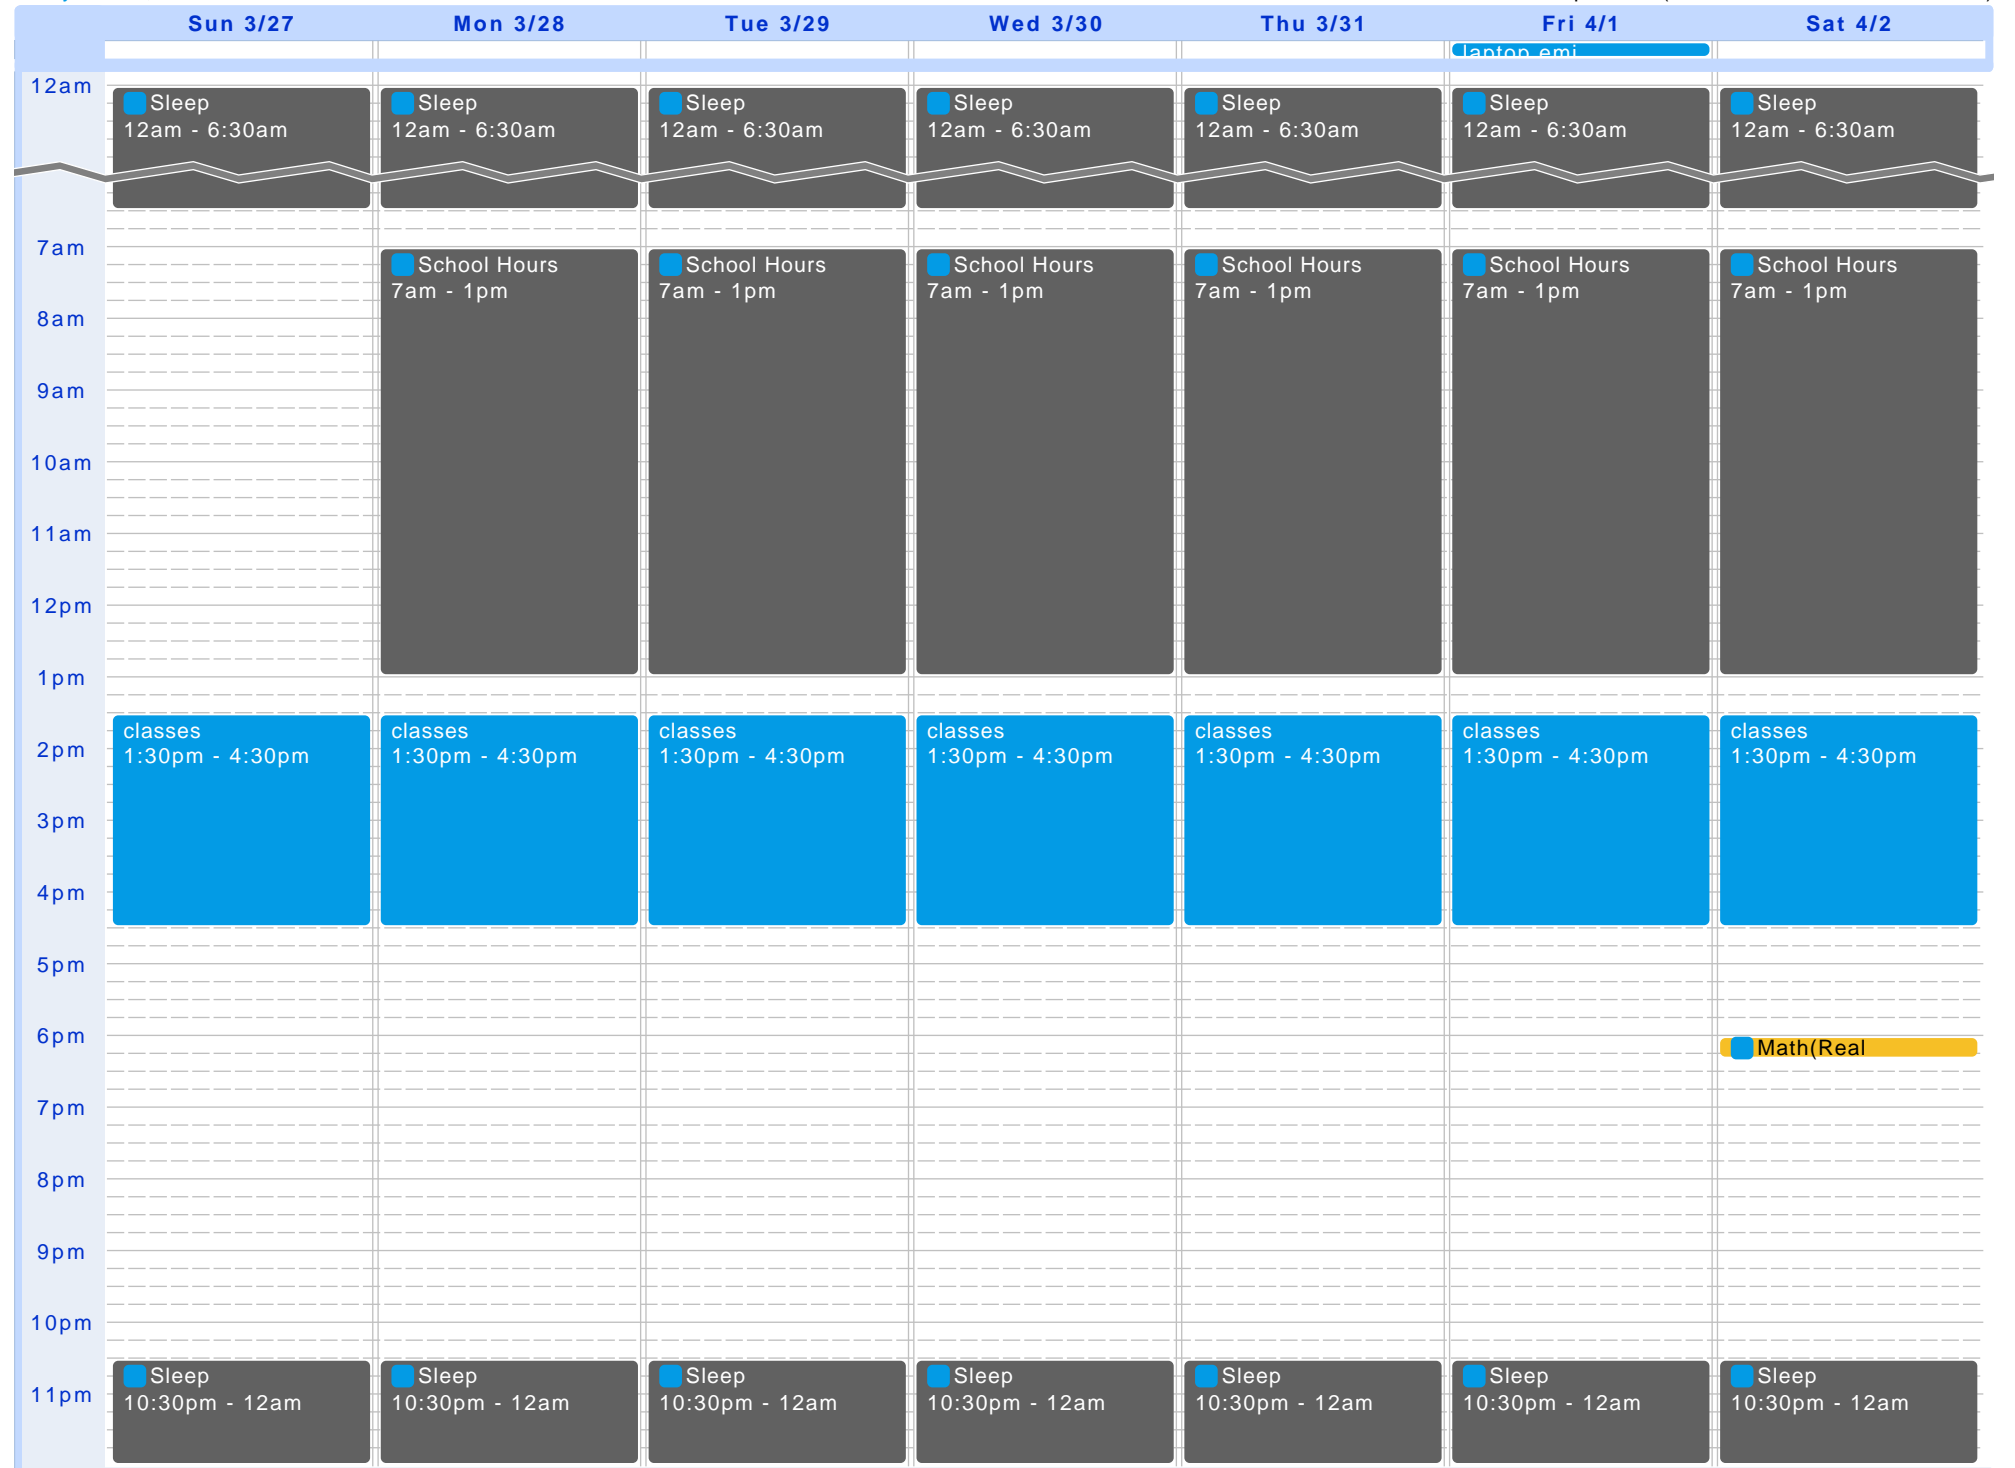 Sun 3/27 Mon 3/28 Tue 3/29 Wed 3/30 Thu 3/31 Fri 4/1 Sat 4/2
laptop emi
12am
Sleep Sleep Sleep Sleep Sleep Sleep Sleep
12am - 6:30am 12am - 6:30am 12am - 6:30am 12am - 6:30am 12am - 6:30am 12am - 6:30am 12am - 6:30am
7am
School Hours School Hours School Hours School Hours School Hours School Hours
7am - 1pm 7am - 1pm 7am - 1pm 7am - 1pm 7am - 1pm 7am - 1pm
8am
9am
10am
11am
12pm
1pm
classes classes classes classes classes classes classes
2pm 1:30pm - 4:30pm 1:30pm - 4:30pm 1:30pm - 4:30pm 1:30pm - 4:30pm 1:30pm - 4:30pm 1:30pm - 4:30pm 1:30pm - 4:30pm
3pm
4pm
5pm
6pm
Math(Real
7pm
8pm
9pm
10pm
Sleep Sleep Sleep Sleep Sleep Sleep Sleep
11pm 10:30pm - 12am 10:30pm - 12am 10:30pm - 12am 10:30pm - 12am 10:30pm - 12am 10:30pm - 12am 10:30pm - 12am